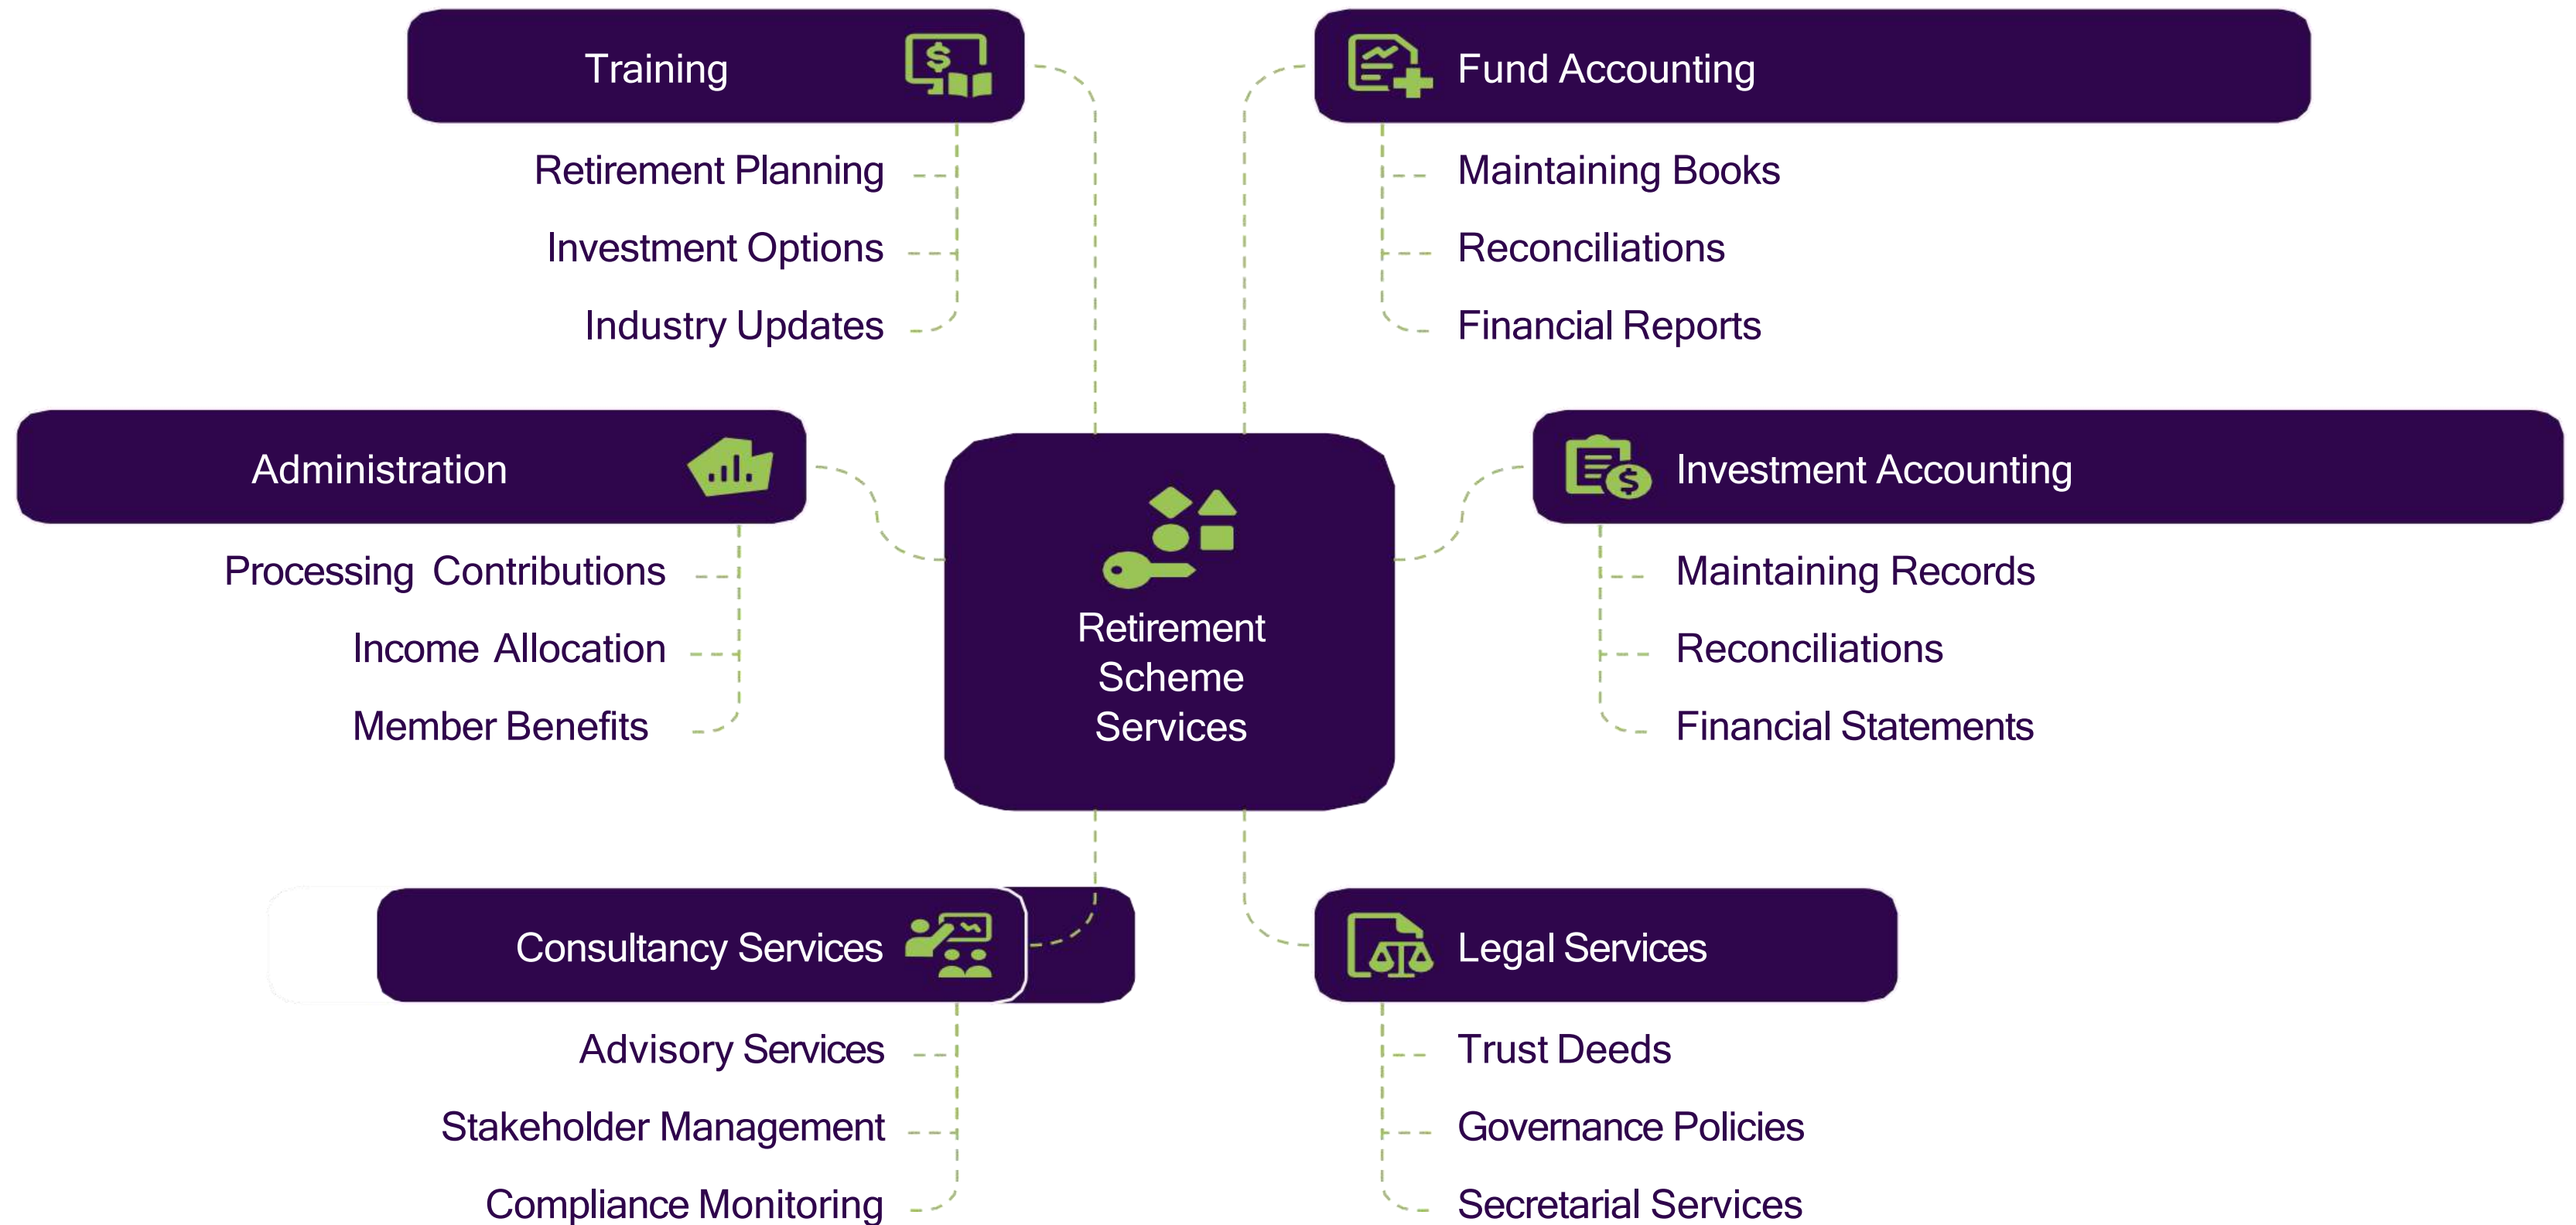 Training
Retirement Planning
Investment Options
Industry Updates
Fund Accounting
Maintaining Books
Reconciliations
Financial Reports
Administration
Processing Contributions
Income Allocation
Member Benefits
Retirement
Scheme
Services
Investment Accounting
Maintaining Records
Reconciliations
Financial Statements
Consultancy Services
Advisory Services
Stakeholder Management
Compliance Monitoring
Legal Services
Trust Deeds
Governance Policies
Secretarial Services